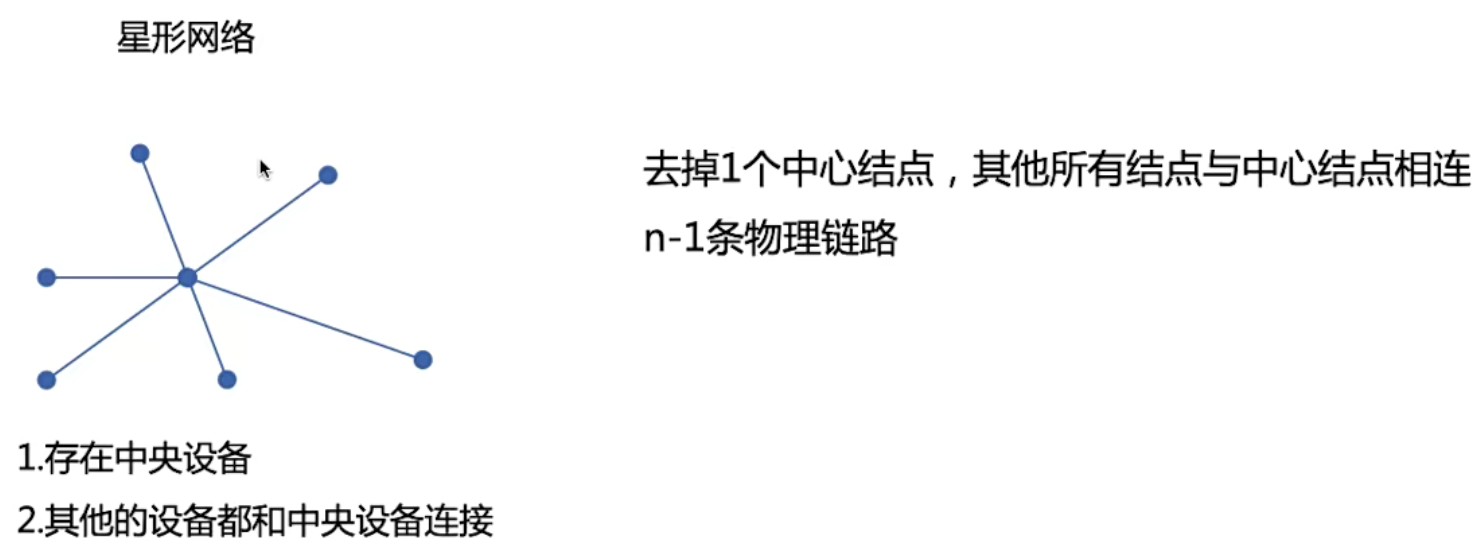 星形网络
去掉1个中心结点，其他所有结点与中心结点相连
n-1条物理链路
1.存在中央设备
2.其他的设备都和中央设备连接